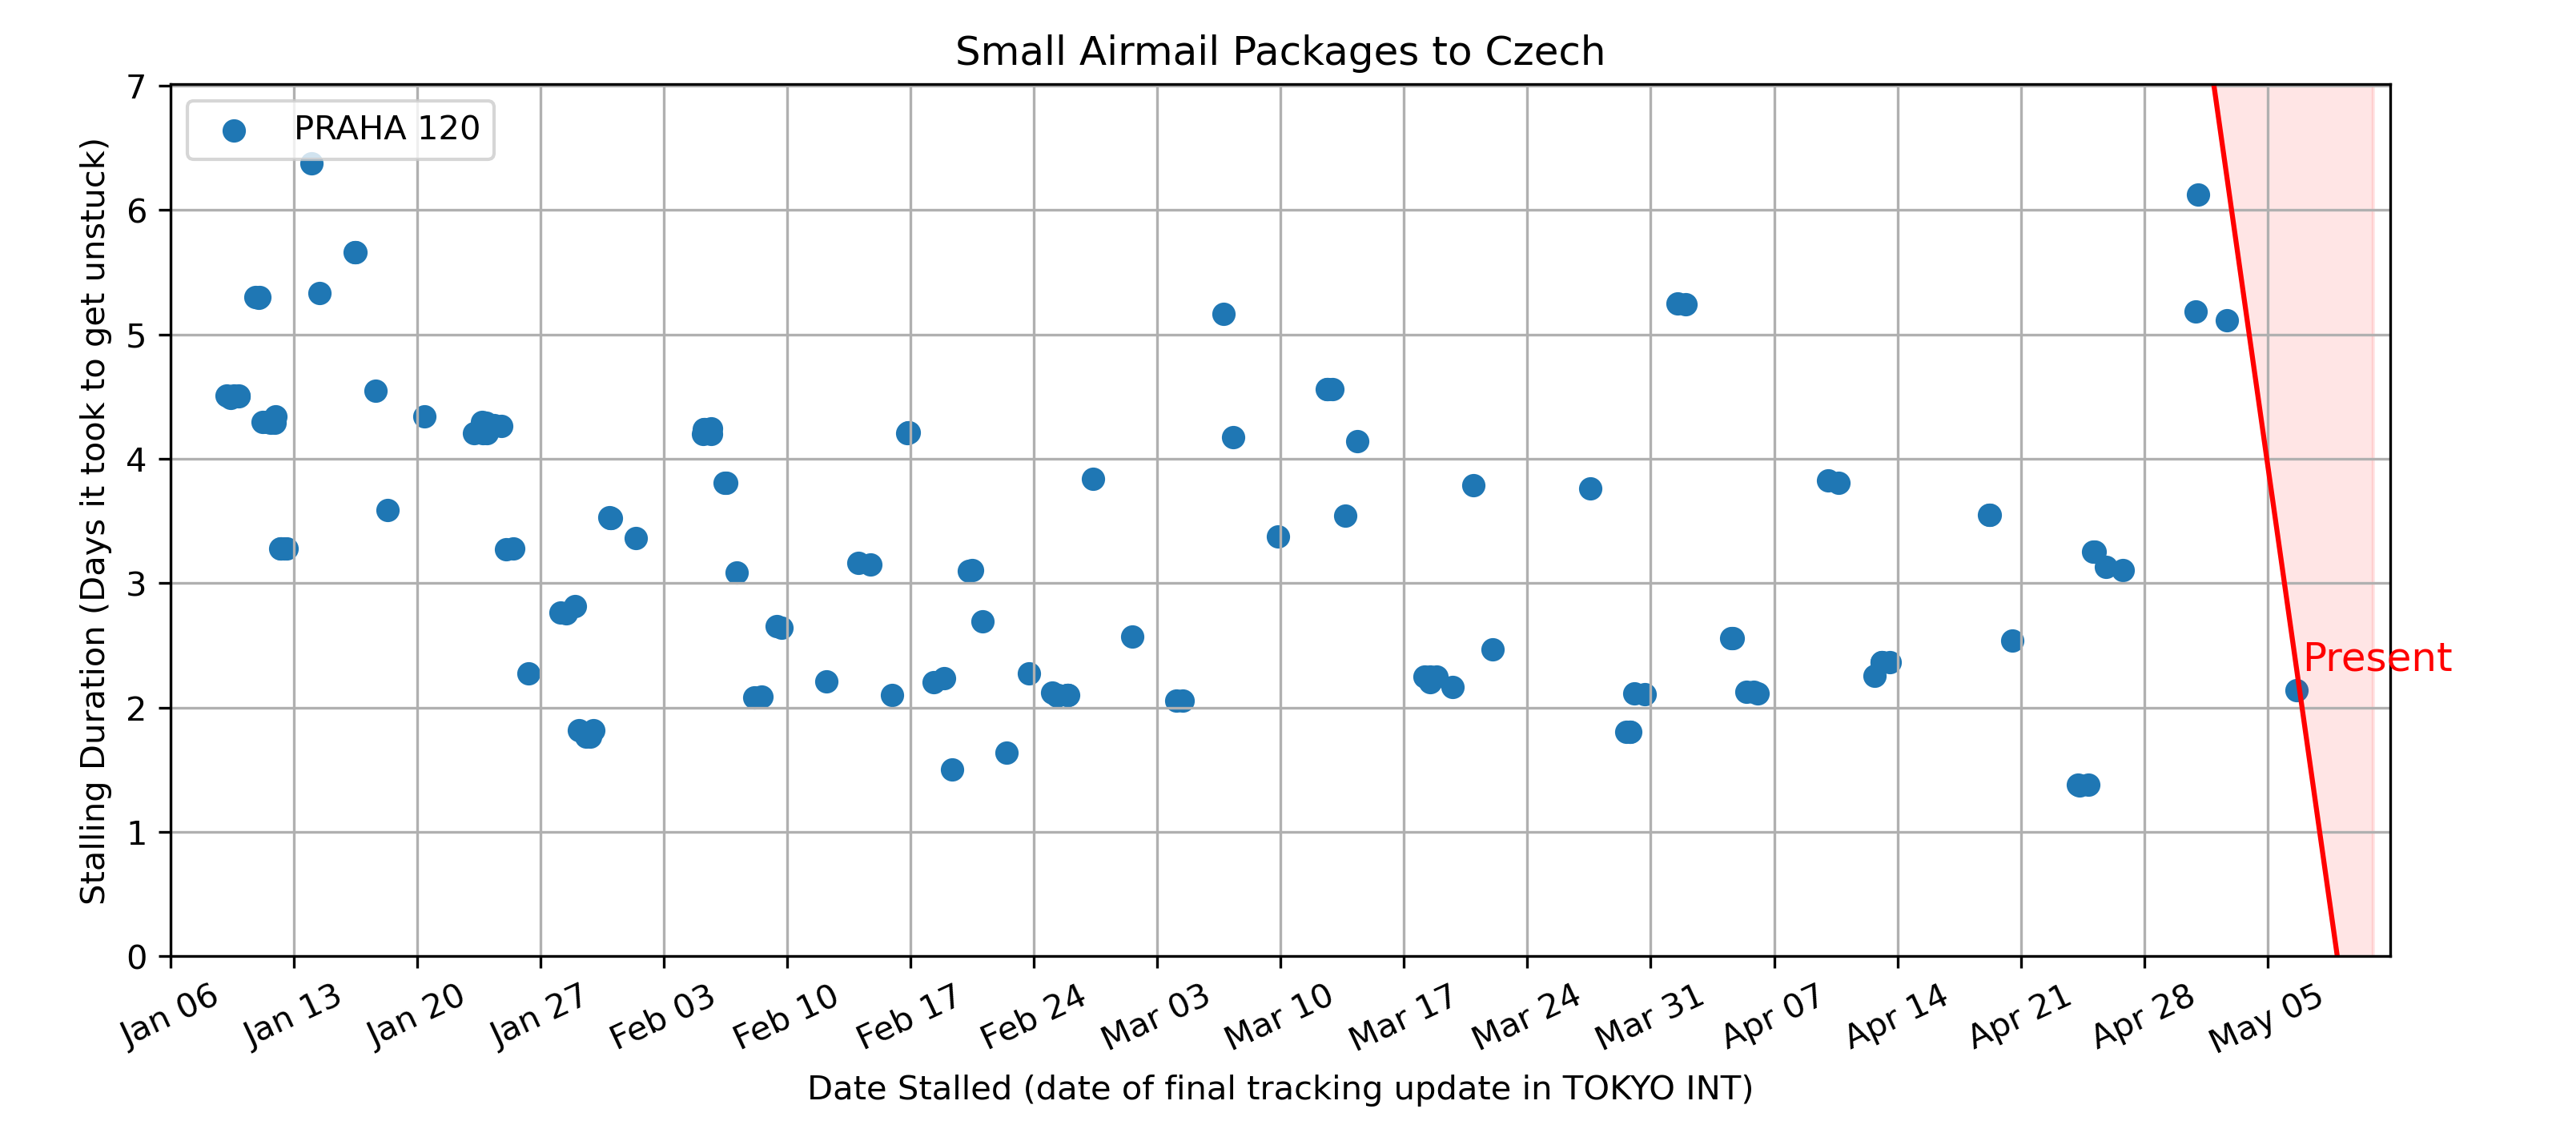 Small Airmail Packages to Czech
PRAHA 120
7
6
5
4
3
2
1
0
Stalling Duration (Days it took to get unstuck)
Present
Jan 06
Jan 13
Jan 20
Jan 27
Feb 03
Feb 10
Feb 17
Feb 24
Mar 03
Mar 10
Mar 17
Mar 24
Mar 31
Apr 07
Apr 14
Apr 21
Apr 28
May 05
Date Stalled (date of final tracking update in TOKYO INT)